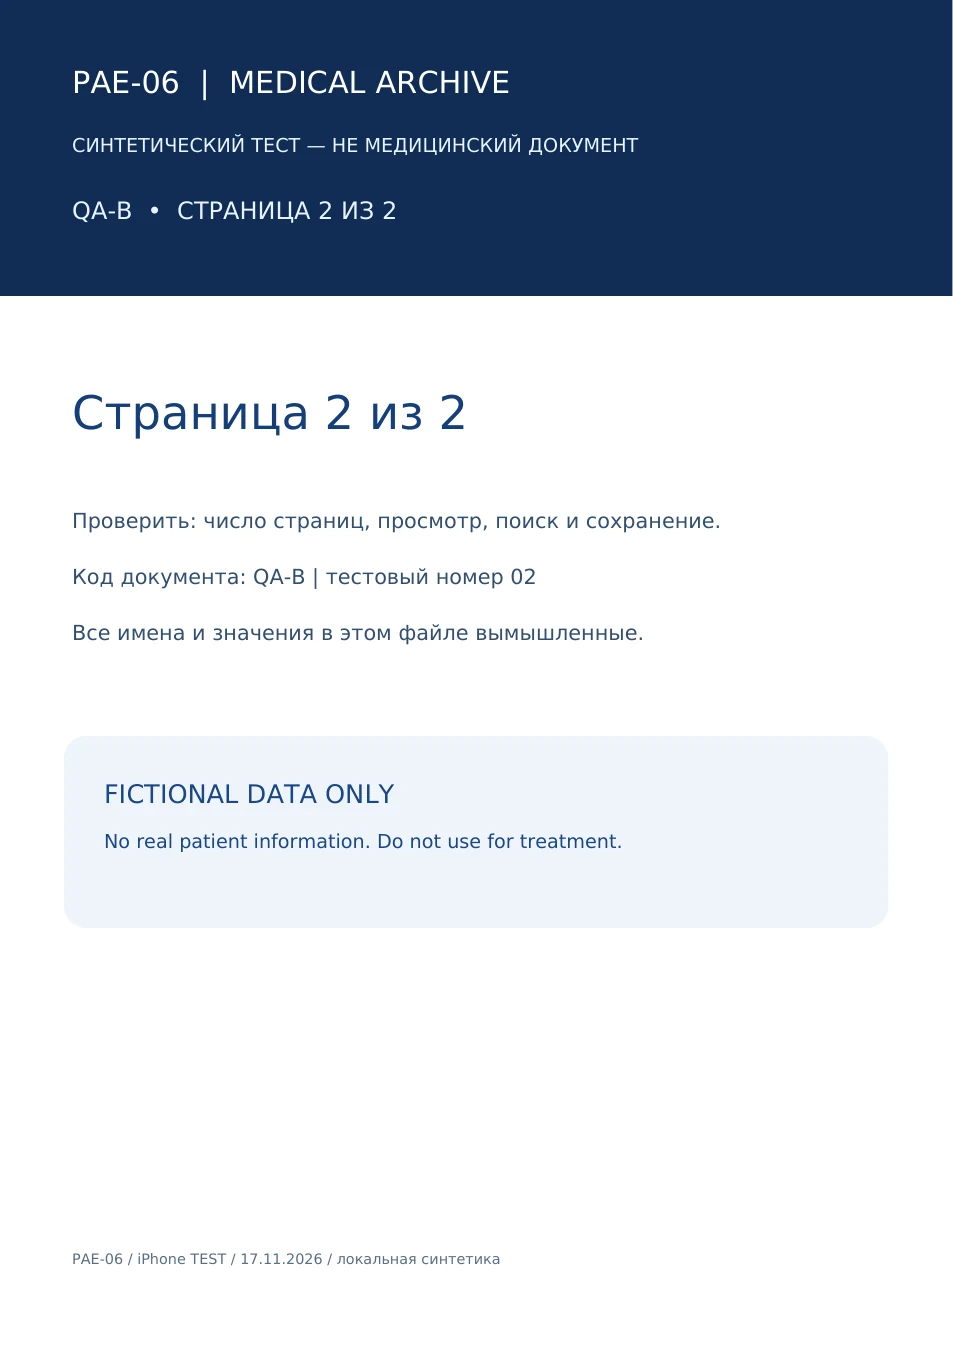 PAE-06 | MEDICAL ARCHIVE
СИНТЕТИЧЕСКИЙ ТЕСТ — НЕ МЕДИЦИНСКИЙ ДОКУМЕНТ
QA-B • СТРАНИЦА 2 ИЗ 2
Страница 2 из 2
Проверить: число страниц, просмотр, поиск и сохранение.
Код документа: QA-B | тестовый номер 02
Все имена и значения в этом файле вымышленные.
FICTIONAL DATA ONLY
No real patient information. Do not use for treatment.
PAE-06 / iPhone TEST / 17.11.2026 / локальная синтетика